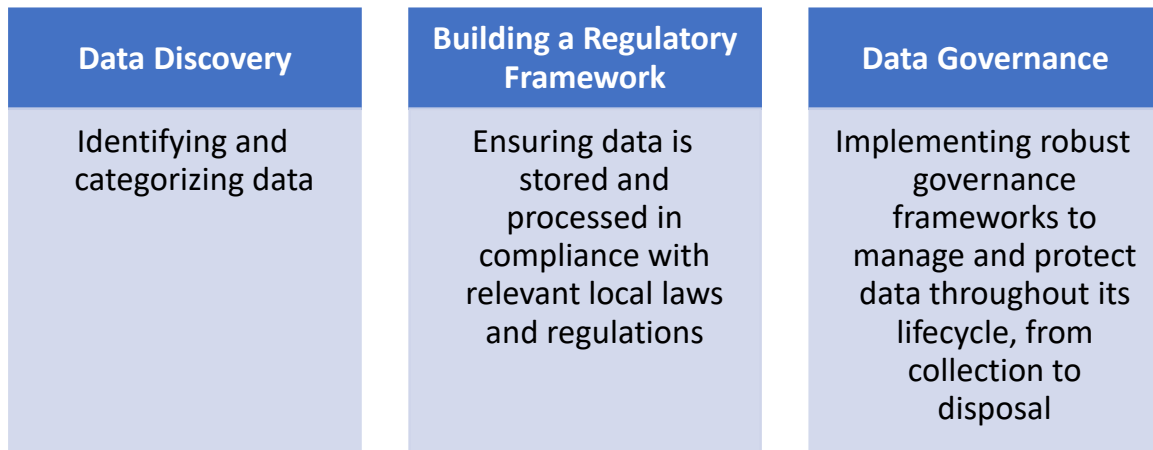 Data Discovery
Identifying and
categorizing data
Building a Regulatory
Framework
Ensuring data is
stored and
processed in
compliance with
relevant local laws
and regulations
Data Governance
Implementing robust
governance
frameworks to
manage and protect
data throughout its
lifecycle, from
collection to
disposal